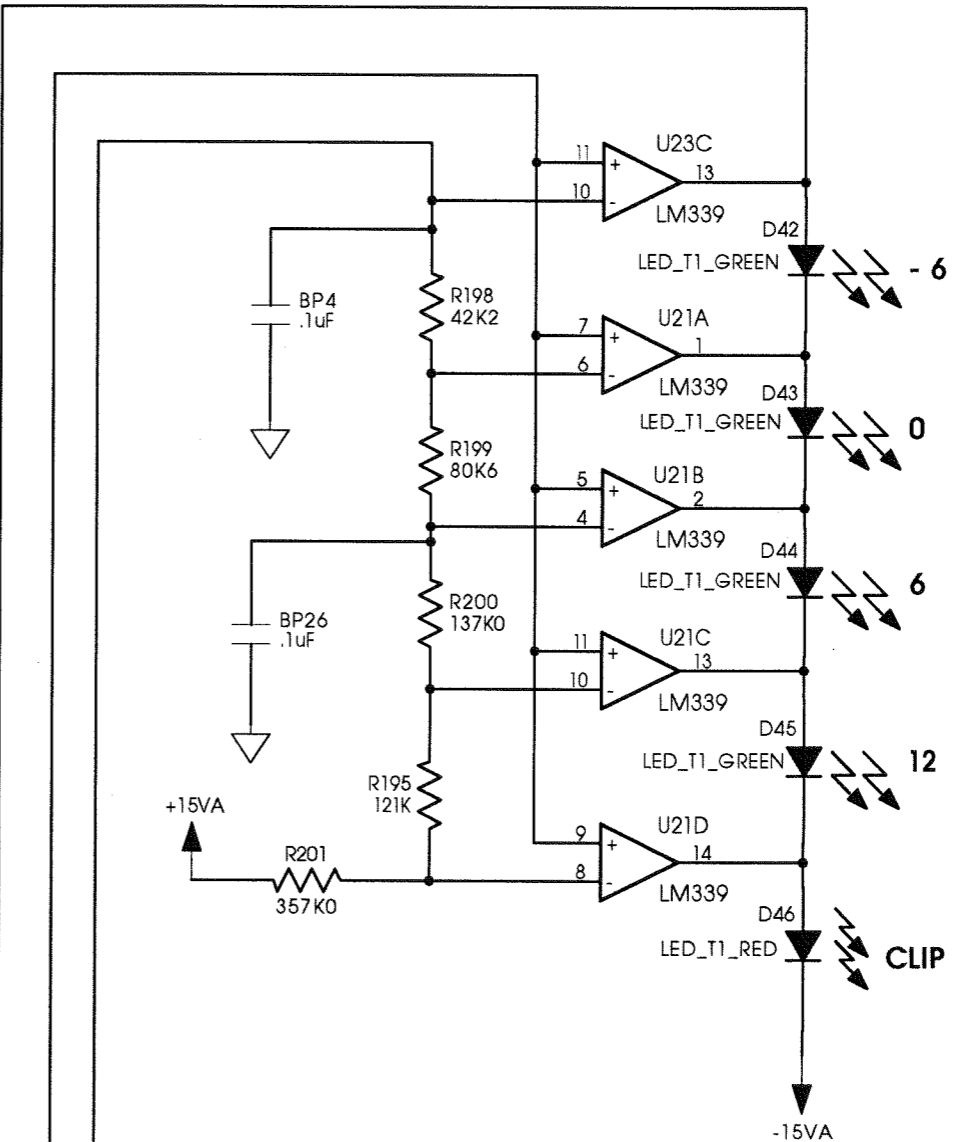 U23C
11
+
13
10
-
LM339
D42
LED_T1_GREEN
- 6
BP4
.1uF
R198
42K2
U21A
7
+
1
6
-
LM339
D43
LED_T1_GREEN
0
R199
80K6
U21B
5
+
2
4
-
LM339
D44
LED_T1_GREEN
6
BP26
.1uF
R200
137K0
U21C
11
+
13
10
-
LM339
D45
LED_T1_GREEN
12
R195
121K
+15VA
U21D
9
+
14
8
-
LM339
R201
357K0
D46
LED_T1_RED
CLIP
-15VA